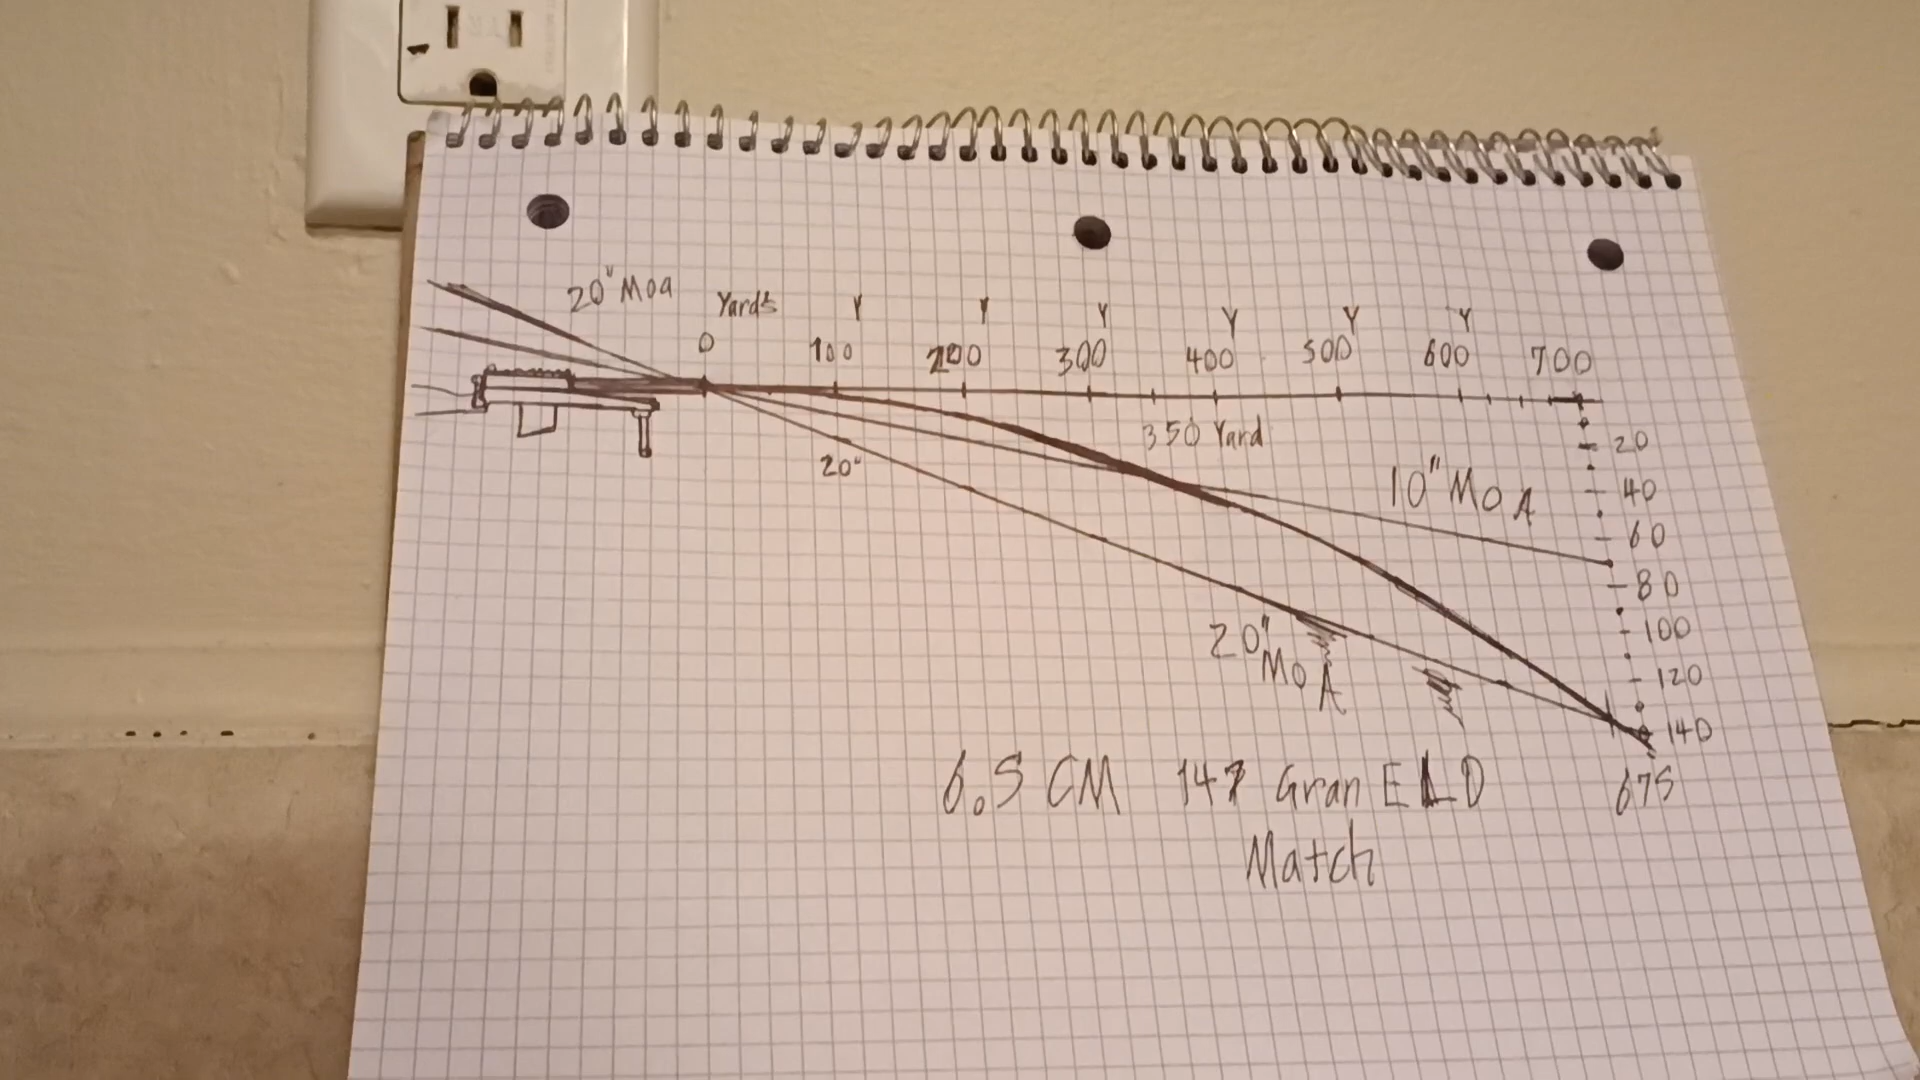 20" MOA
Yards Y Y Y Y Y Y
0 100 200 300 400 500 600 700
350 Yard
20
20"
10" MOA
40
60
80
20" MOA
100
120
140
6.5 CM 147 Gran ELD
675
Match